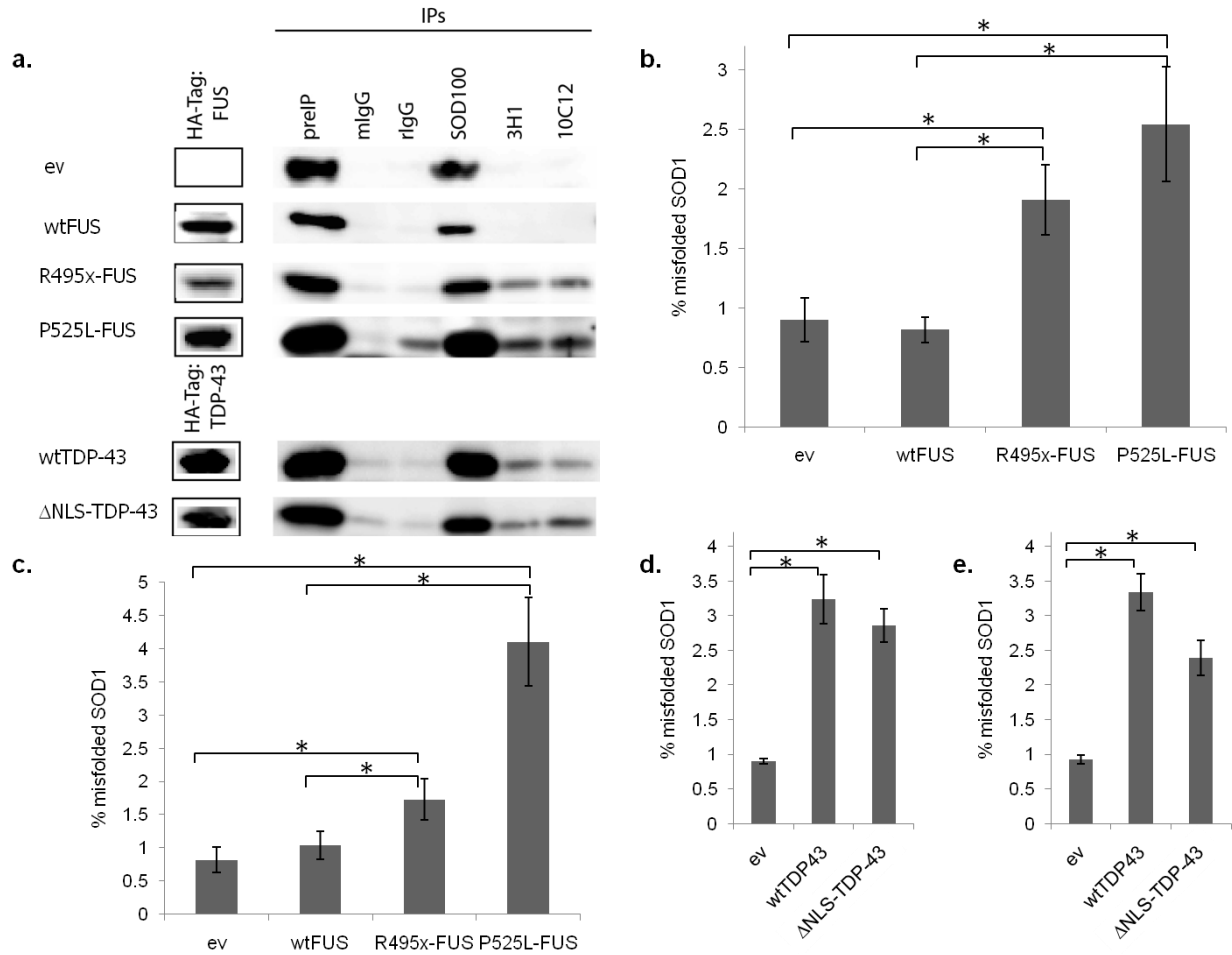 IPs
a.
HA-Tag:
FUS
preIP
mIgG
rIgG
SOD100
3H1
10C12
ev
wtFUS
R495x-FUS
P525L-FUS
HA-Tag:
TDP-43
wtTDP-43
ΔNLS-TDP-43
b.
% misfolded SOD1
3
2.5
2
1.5
1
0.5
0
*
*
*
*
ev
wtFUS
R495x-FUS
P525L-FUS
c.
% misfolded SOD1
5
4.5
4
3.5
3
2.5
2
1.5
1
0.5
0
*
*
*
*
ev
wtFUS
R495x-FUS
P525L-FUS
d.
% misfolded SOD1
4
3.5
3
2.5
2
1.5
1
0.5
0
*
*
ev
wtTDP43
ΔNLS-TDP-43
e.
% misfolded SOD1
4
3.5
3
2.5
2
1.5
1
0.5
0
*
*
ev
wtTDP43
ΔNLS-TDP-43